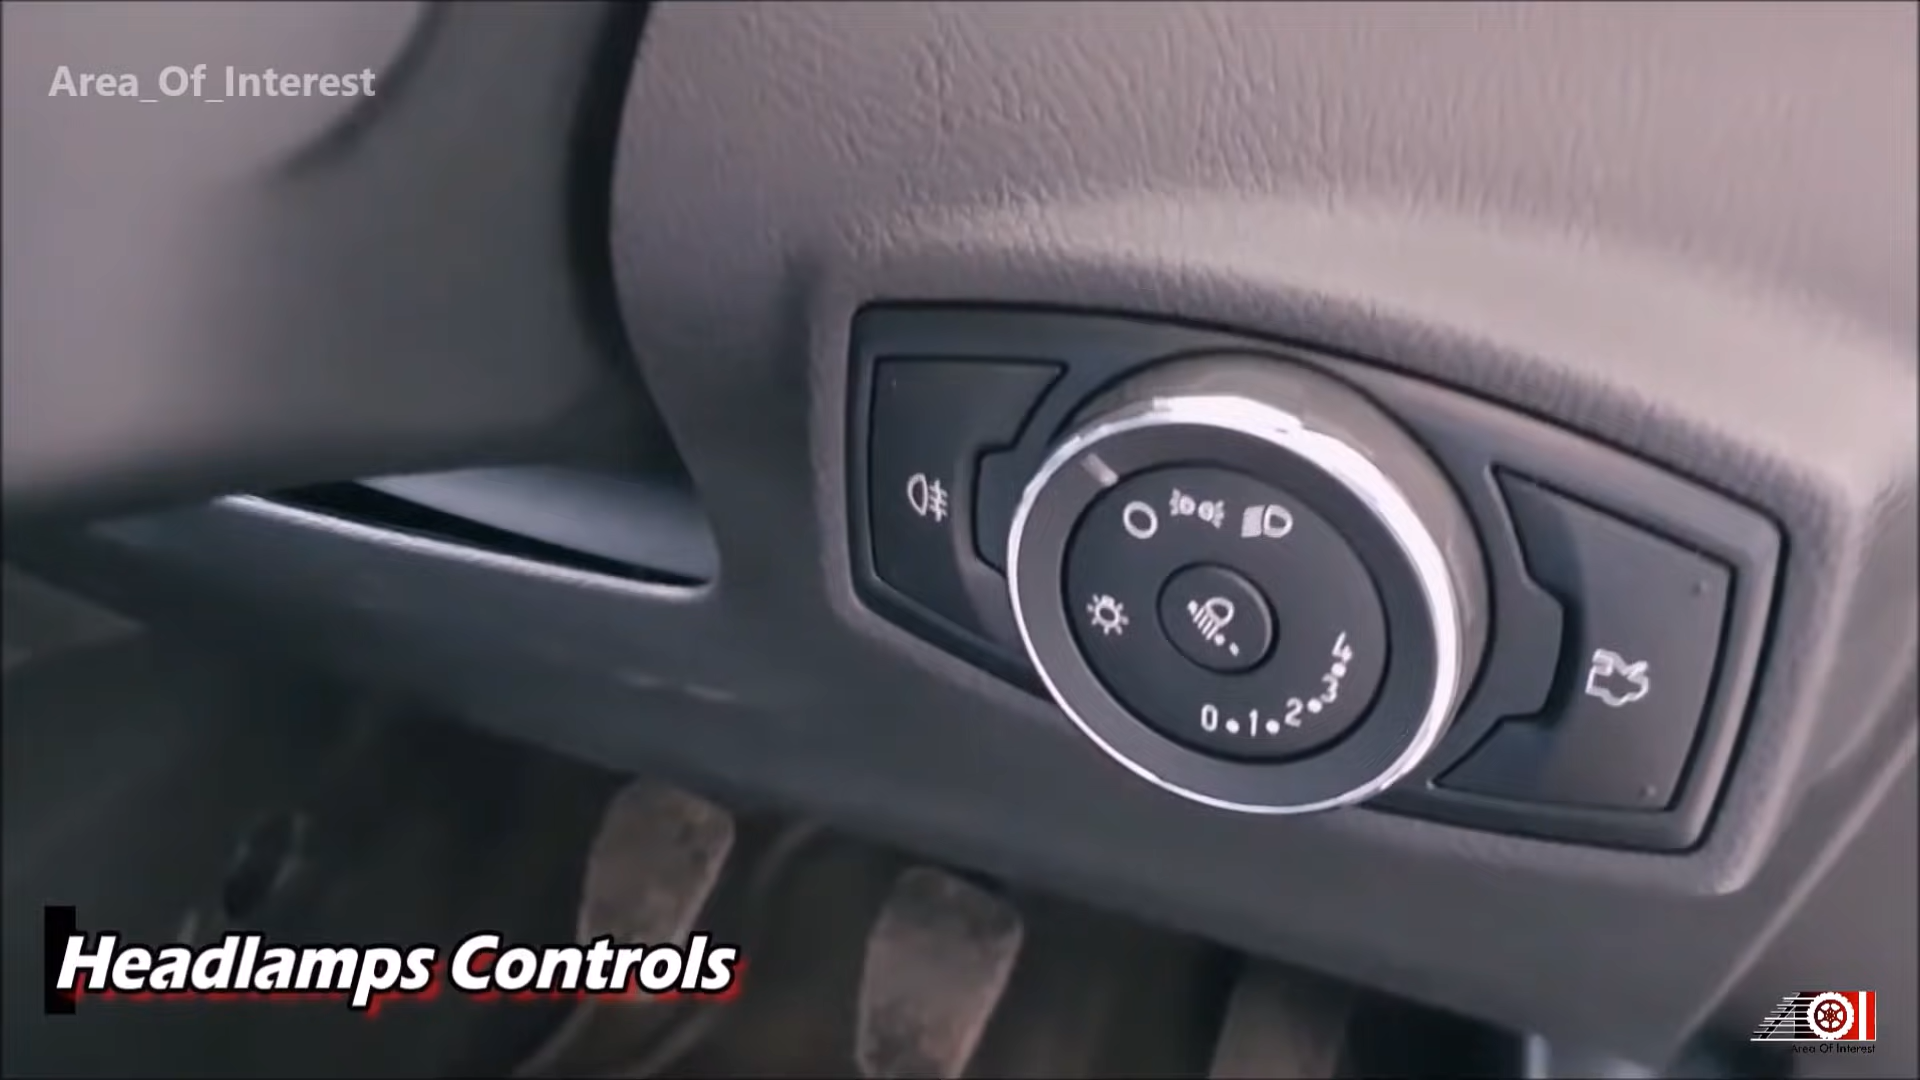 Area_Of_Interest
0•1•2•3•4
Headlamps Controls
Area Of Interest